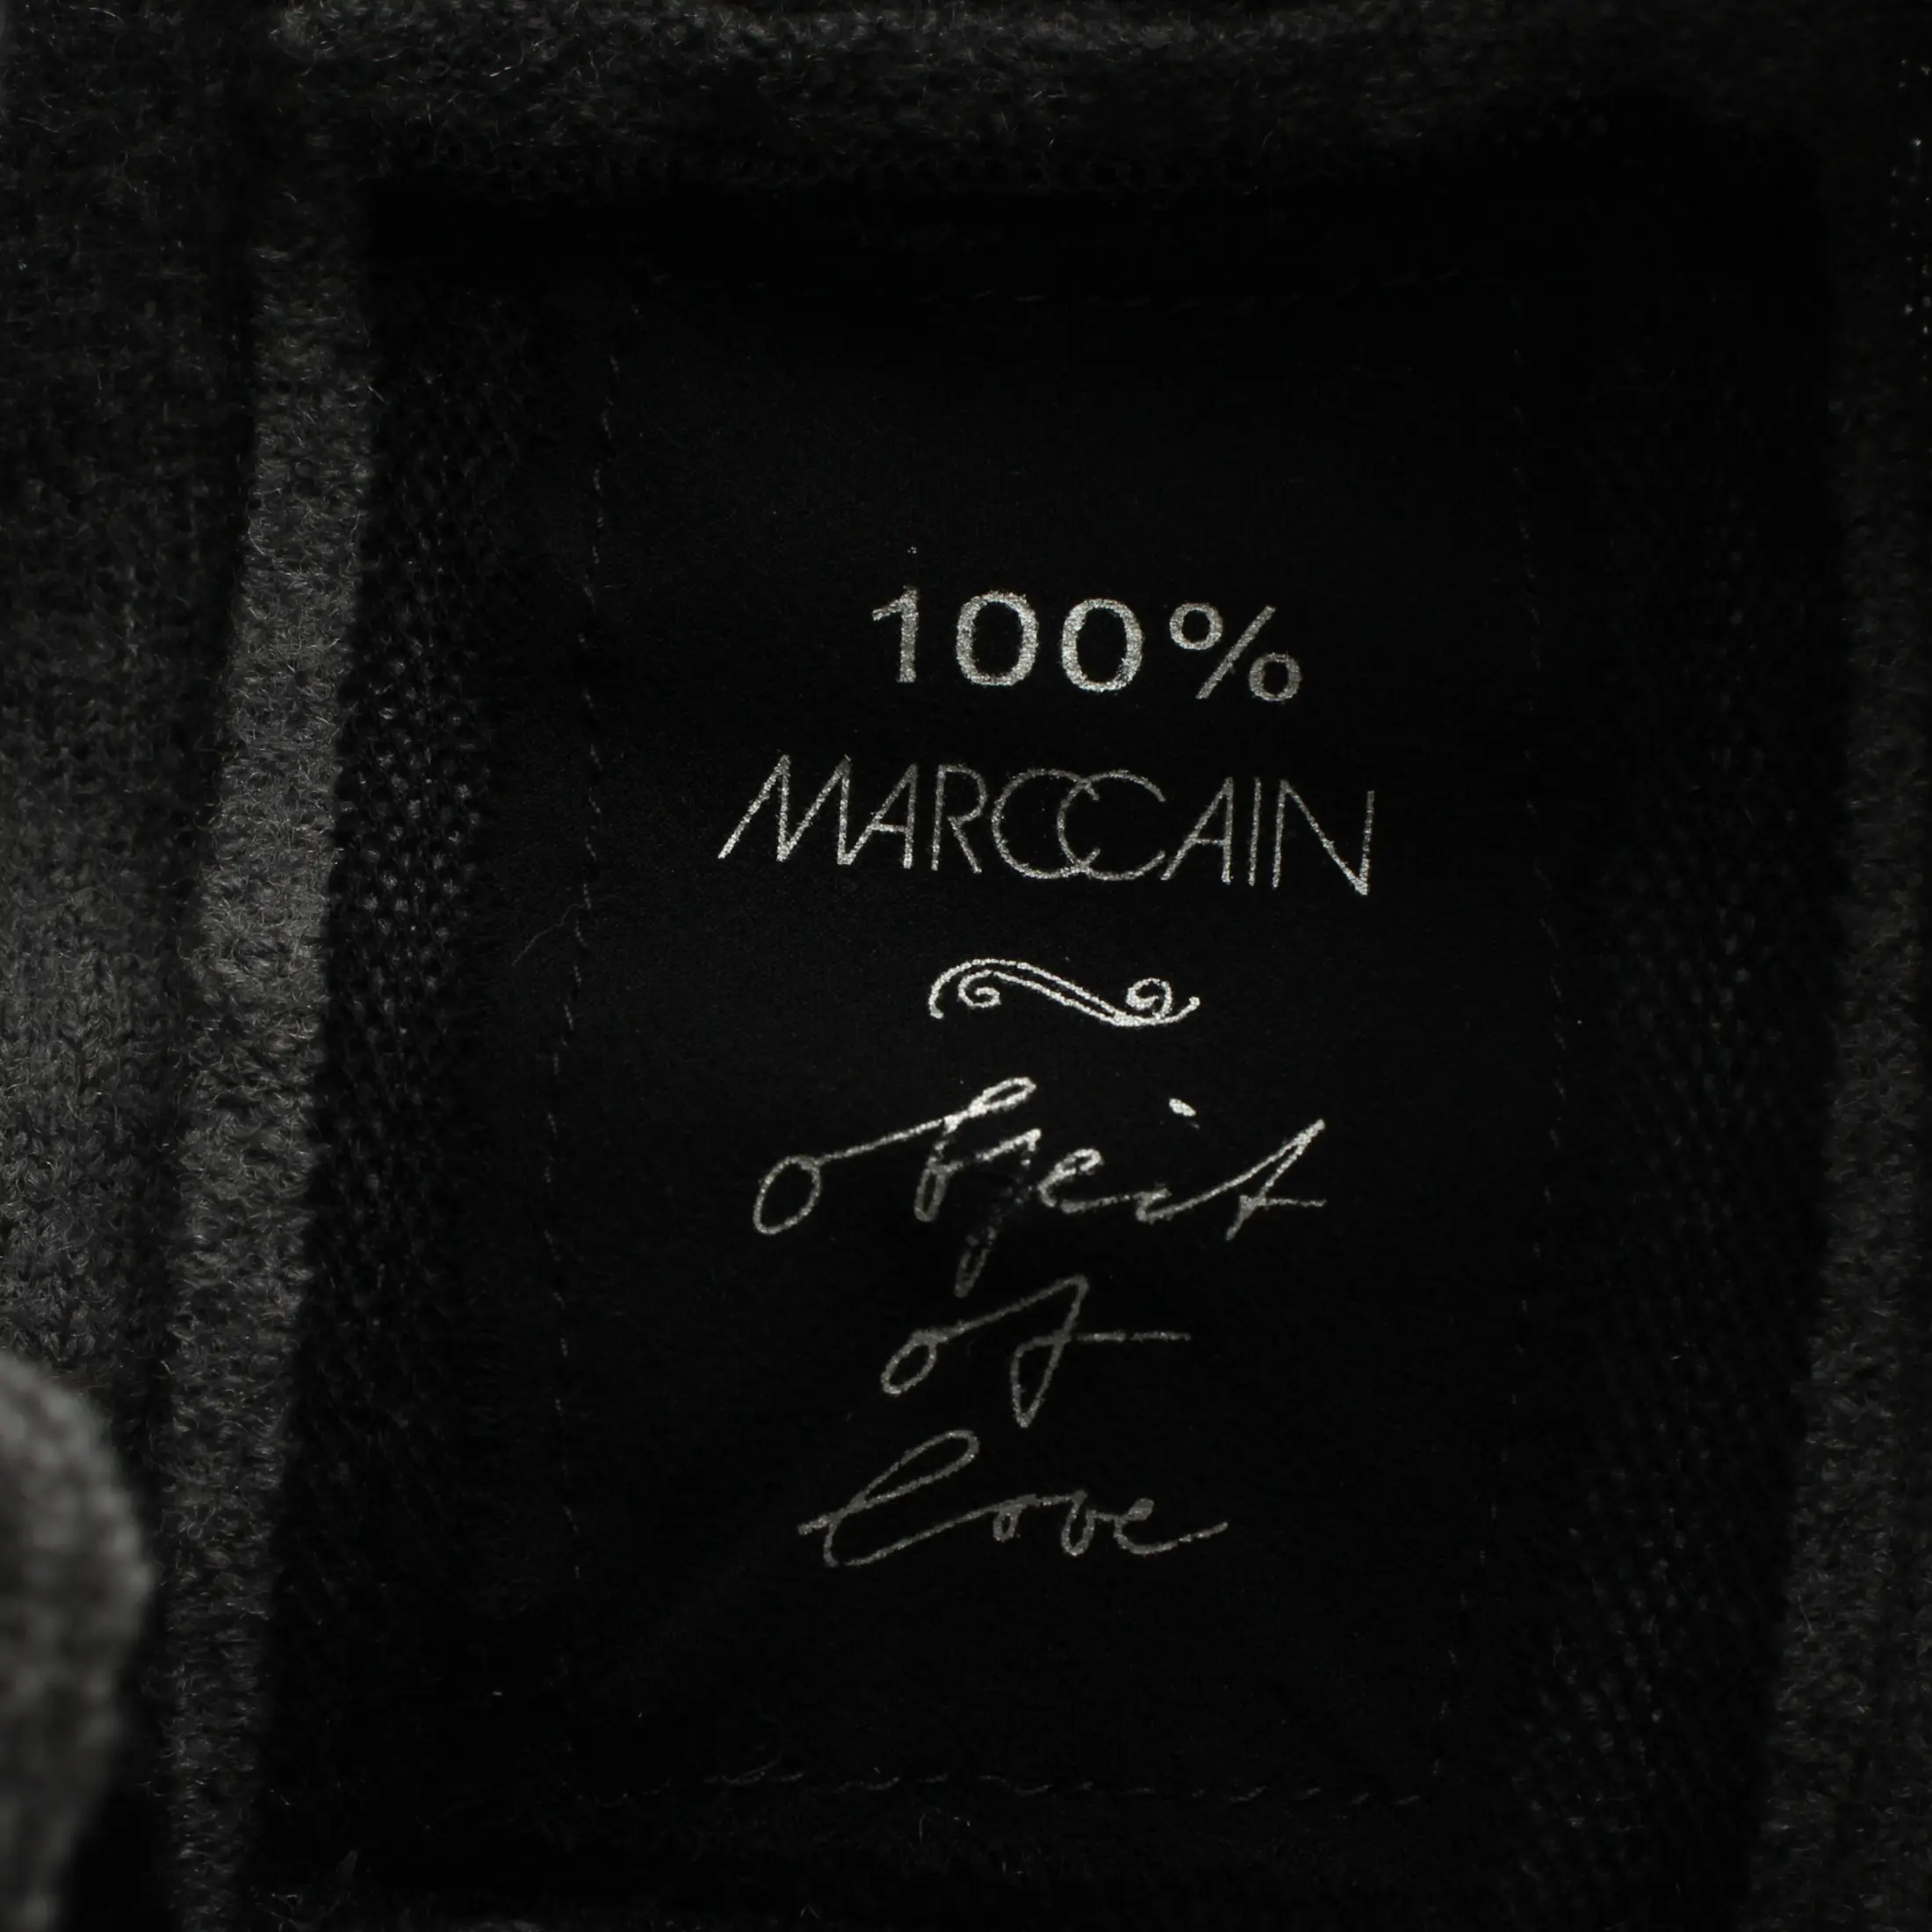 100%
MARCCAIN
object
of
love